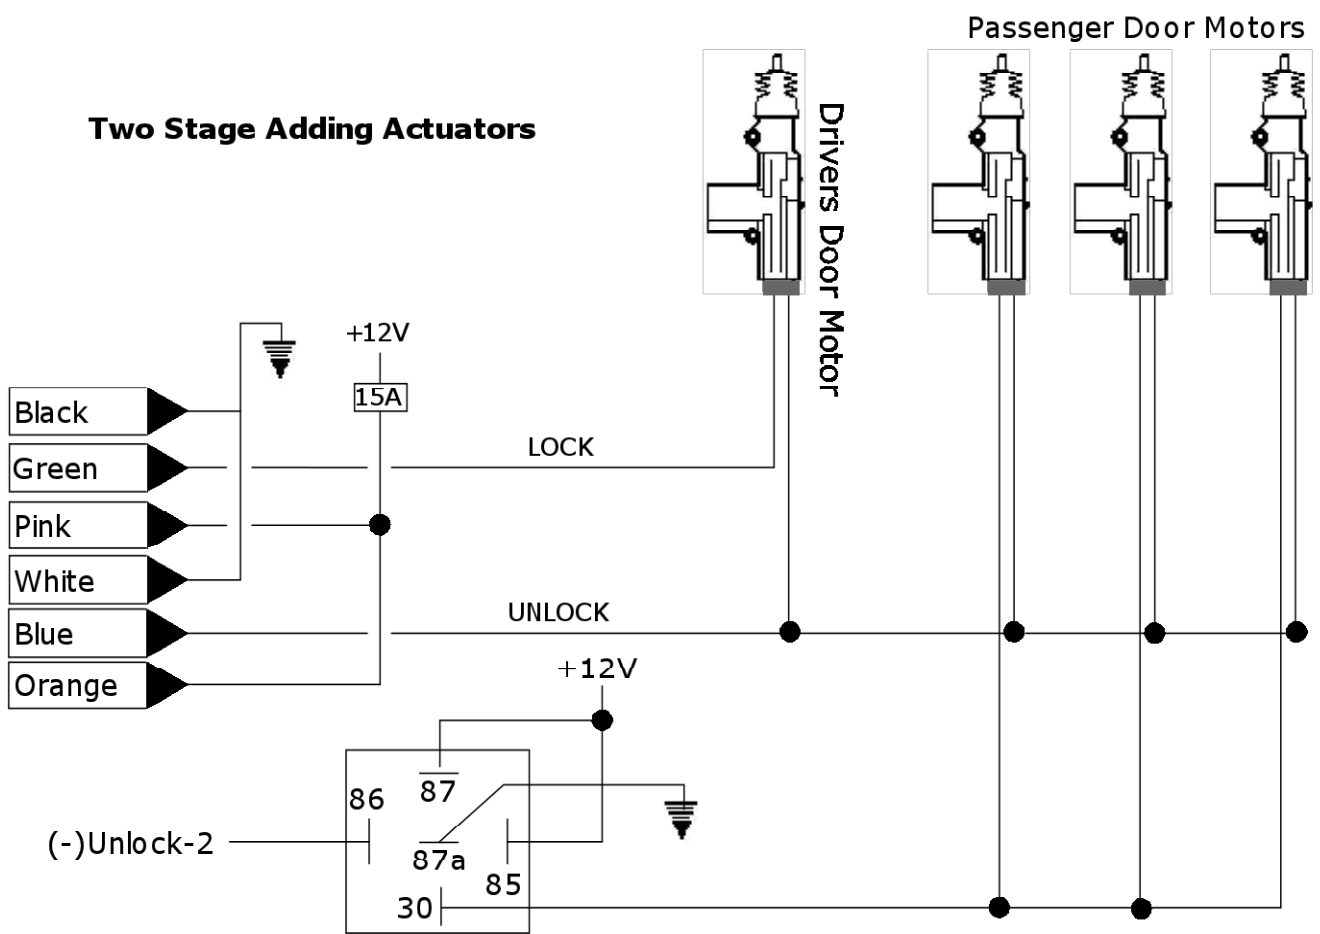 Passenger Door Motors
Two Stage Adding Actuators
Drivers Door Motor
+12V
15A
Black
Green
LOCK
Pink
White
Blue
UNLOCK
Orange
+12V
86
87
(-)Unlock-2
87a
85
30